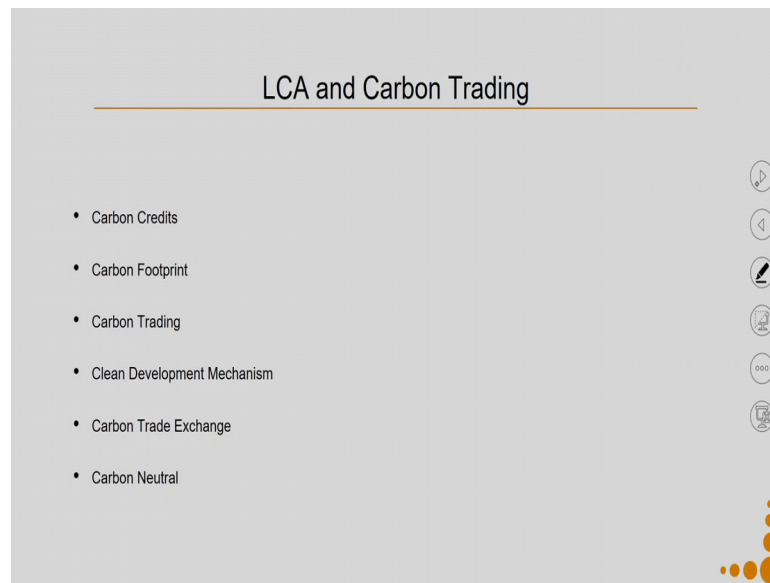 LCA and Carbon Trading
• Carbon Credits
• Carbon Footprint
• Carbon Trading
• Clean Development Mechanism
• Carbon Trade Exchange
• Carbon Neutral